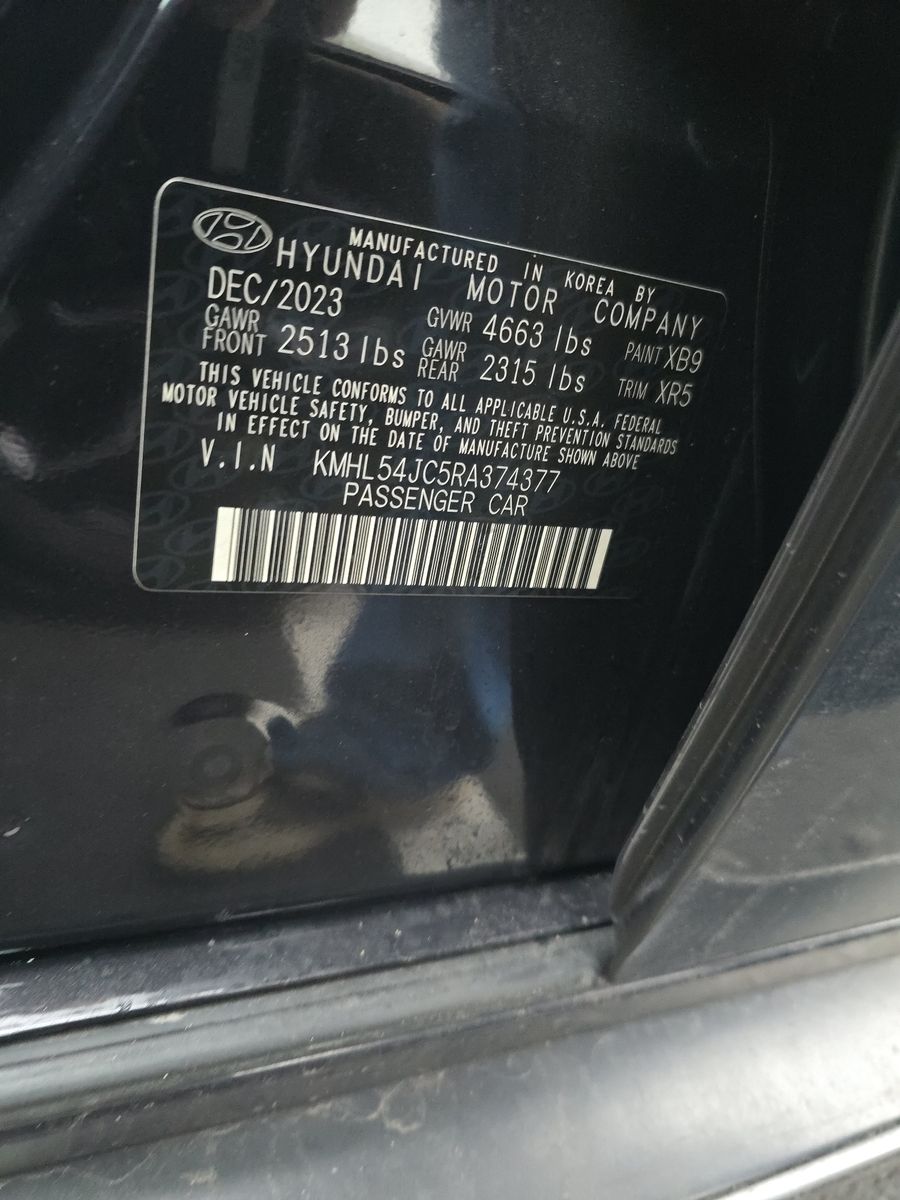 MANUFACTURED IN KOREA BY
HYUNDAI MOTOR COMPANY
DEC/2023 GVWR 4663 lbs PAINT XB9
GAWR FRONT 2513 lbs GAWR REAR 2315 lbs TRIM XR5
THIS VEHICLE CONFORMS TO ALL APPLICABLE U.S.A. FEDERAL
MOTOR VEHICLE SAFETY, BUMPER, AND THEFT PREVENTION STANDARDS
IN EFFECT ON THE DATE OF MANUFACTURE SHOWN ABOVE
V.I.N KMHL54JC5RA374377
PASSENGER CAR